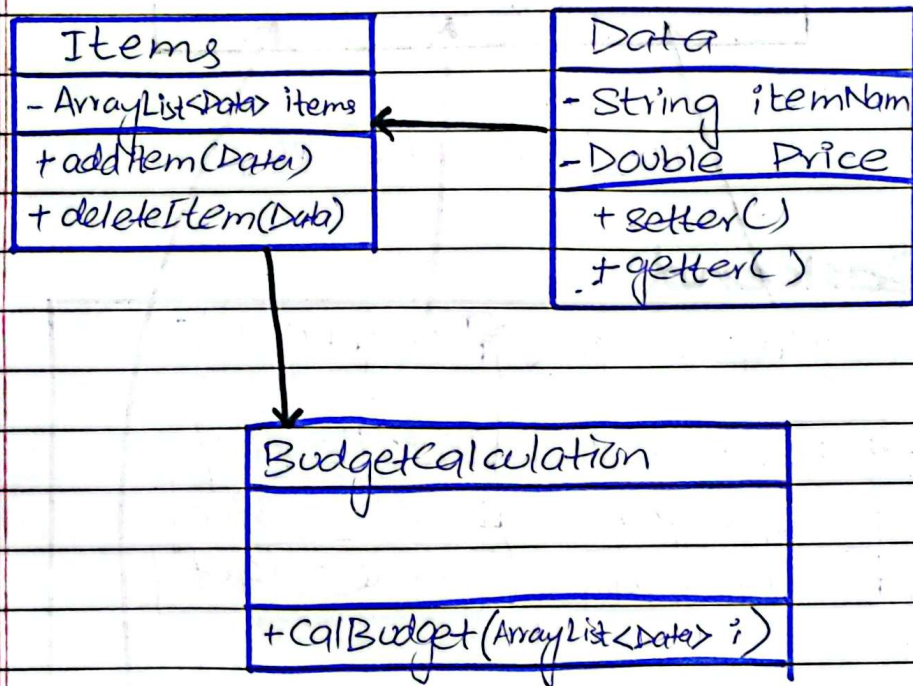 Items
- ArrayList<Data> items
+ addItem(Data)
+ deleteItem(Data)
Data
- String itemNam
- Double Price
+ setter()
+ getter()
BudgetCalculation
+ CalBudget(ArrayList<Data> i)